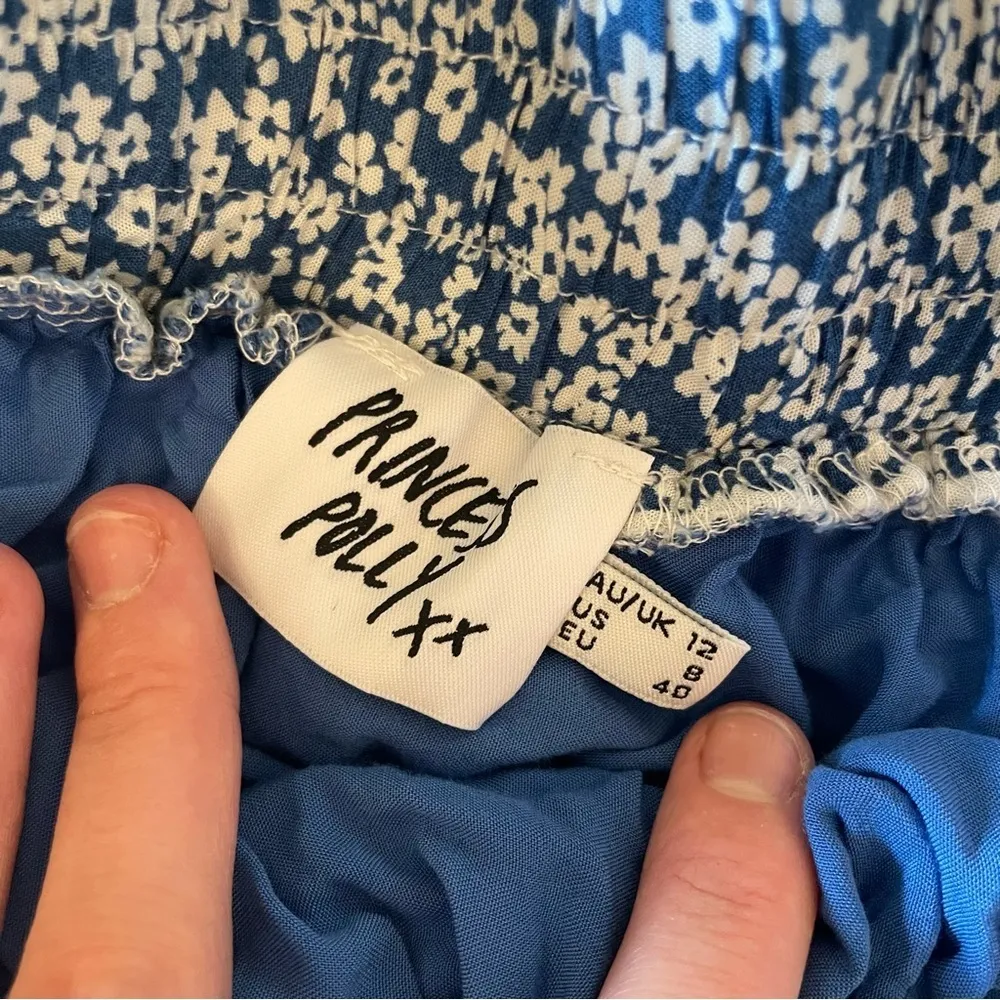 PRINCESS
POLLY xx
AU/UK 12
US 8
EU 40